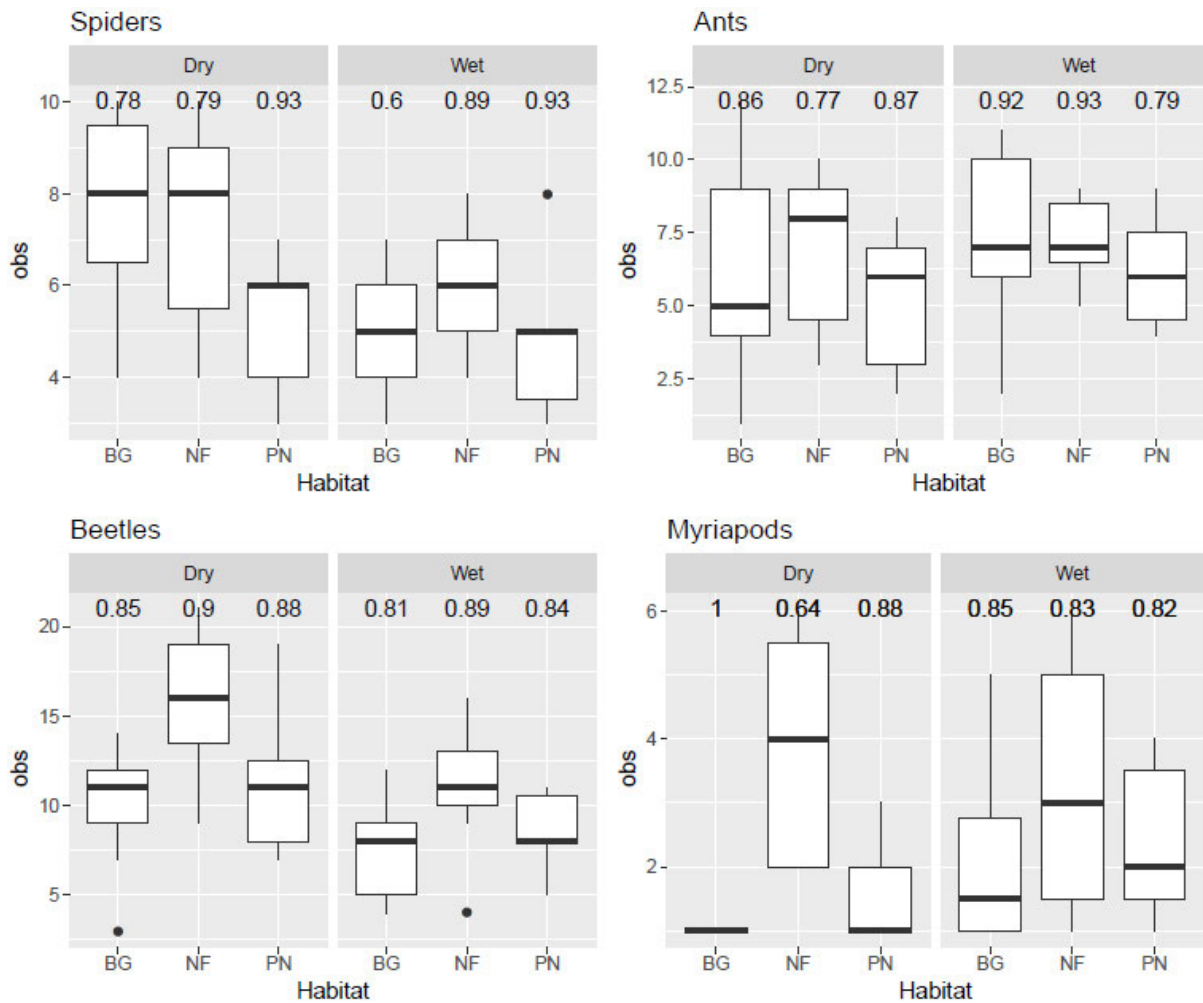 Spiders
Dry Wet
0.78 0.79 0.93 0.6 0.89 0.93
10
8
6
4
obs
BG NF PN BG NF PN
Habitat
Ants
Dry Wet
12.5
0.86 0.77 0.87 0.92 0.93 0.79
10.0
7.5
5.0
2.5
obs
BG NF PN BG NF PN
Habitat
Beetles
Dry Wet
0.85 0.9 0.88 0.81 0.89 0.84
20
15
10
5
obs
BG NF PN BG NF PN
Habitat
Myriapods
Dry Wet
1 0.64 0.88 0.85 0.83 0.82
6
4
2
obs
BG NF PN BG NF PN
Habitat